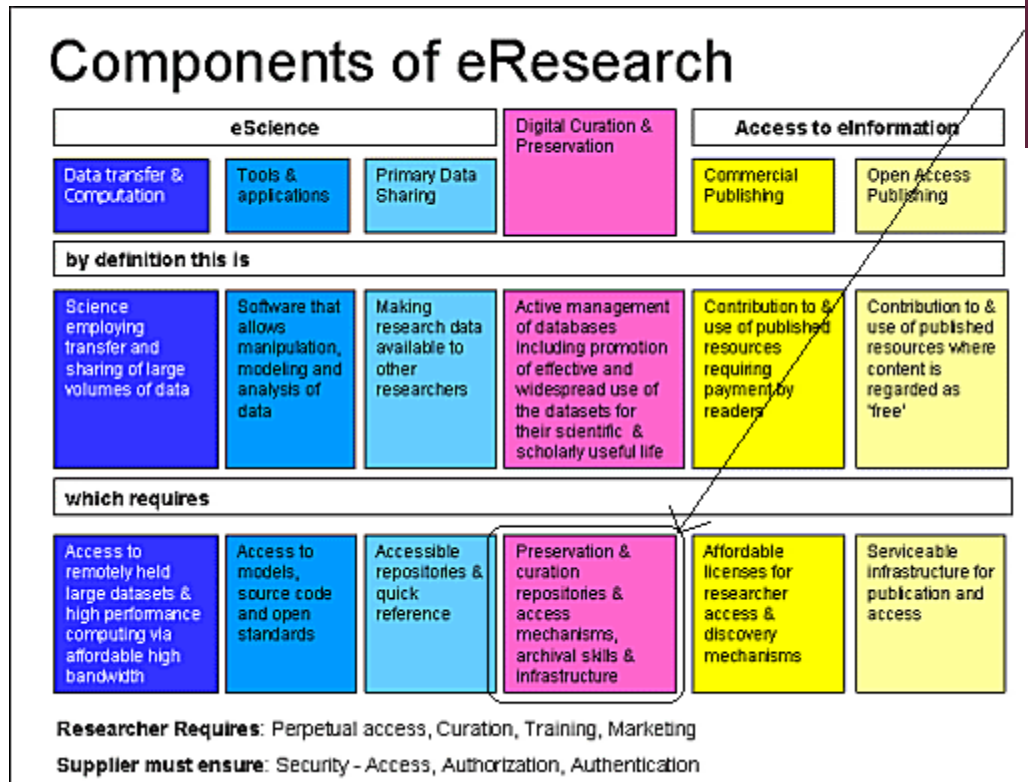 Components of eResearch
eScience
Digital Curation &
Preservation
Access to eInformation
Data transfer &
Computation
Tools &
applications
Primary Data
Sharing
Commercial
Publishing
Open Access
Publishing
by definition this is
Science
employing
transfer and
sharing of large
volumes of data
Software that
allows
manipulation,
modeling and
analysis of
data
Making
research data
available to
other
researchers
Active management
of databases
including promotion
of effective and
widespread use of
the datasets for
their scientific &
scholarly useful life
Contribution to &
use of published
resources
requiring
payment by
readers
Contribution to &
use of published
resources where
content is
regarded as
'free'
which requires
Access to
remotely held
large datasets &
high performance
computing via
affordable high
bandwidth
Access to
models,
source code
and open
standards
Accessible
repositories &
quick
reference
Preservation &
curation
repositories &
access
mechanisms,
archival skills &
infrastructure
Affordable
licenses for
researcher
access &
discovery
mechanisms
Serviceable
infrastructure for
publication and
access
Researcher Requires: Perpetual access, Curation, Training, Marketing
Supplier must ensure: Security - Access, Authorization, Authentication